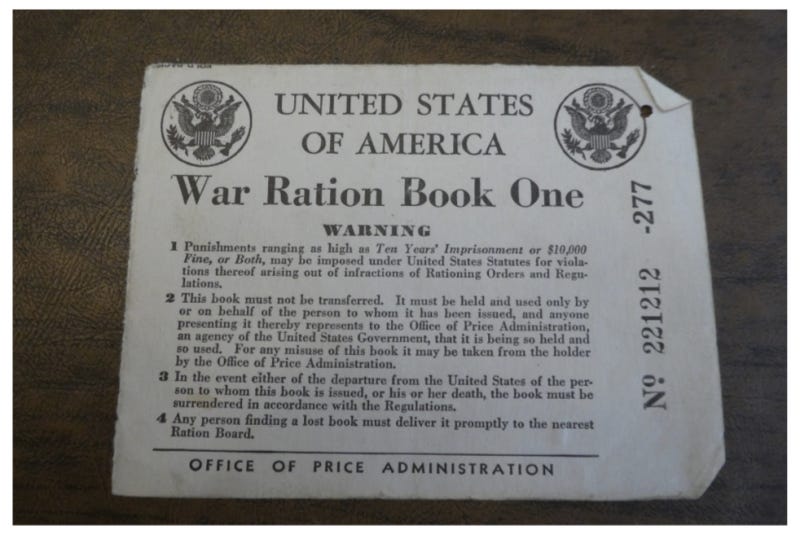 UNITED STATES
OF AMERICA
War Ration Book One
WARNING
1 Punishments ranging as high as Ten Years' Imprisonment or $10,000
Fine, or Both, may be imposed under United States Statutes for viola-
tions thereof arising out of infractions of Rationing Orders and Regu-
lations.
2 This book must not be transferred. It must be held and used only by
or on behalf of the person to whom it has been issued, and anyone
presenting it thereby represents to the Office of Price Administration,
an agency of the United States Government, that it is being so held and
so used. For any misuse of this book it may be taken from the holder
by the Office of Price Administration.
3 In the event either of the departure from the United States of the per-
son to whom this book is issued, or his or her death, the book must be
surrendered in accordance with the Regulations.
4 Any person finding a lost book must deliver it promptly to the nearest
Ration Board.
OFFICE OF PRICE ADMINISTRATION
No 221212 -277